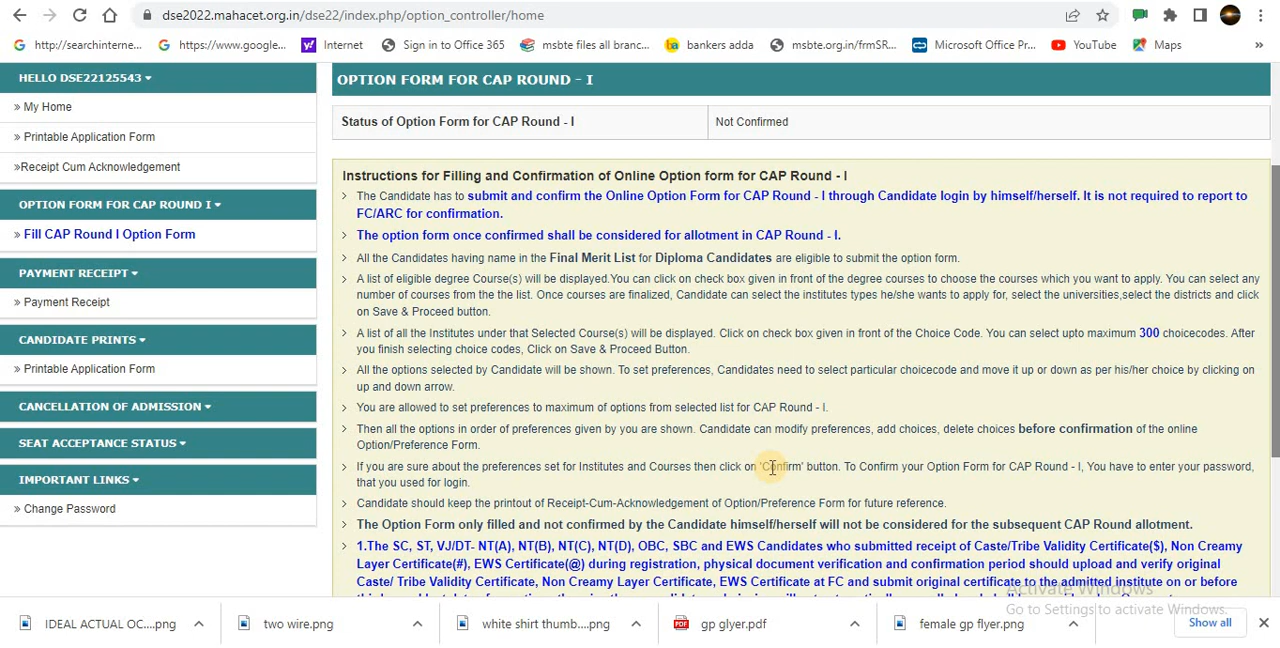 dse2022.mahacet.org.in/dse22/index.php/option_controller/home
http://searchinterne... https://www.google... Internet Sign in to Office 365 msbte files all branc... bankers adda msbte.org.in/frmSR... Microsoft Office Pr... YouTube Maps »
HELLO DSE22125543
» My Home
» Printable Application Form
»Receipt Cum Acknowledgement
OPTION FORM FOR CAP ROUND I
» Fill CAP Round I Option Form
PAYMENT RECEIPT
» Payment Receipt
CANDIDATE PRINTS
» Printable Application Form
CANCELLATION OF ADMISSION
SEAT ACCEPTANCE STATUS
IMPORTANT LINKS
» Change Password
OPTION FORM FOR CAP ROUND - I
Status of Option Form for CAP Round - I Not Confirmed
Instructions for Filling and Confirmation of Online Option form for CAP Round - I
The Candidate has to submit and confirm the Online Option Form for CAP Round - I through Candidate login by himself/herself. It is not required to report to
FC/ARC for confirmation.
The option form once confirmed shall be considered for allotment in CAP Round - I.
All the Candidates having name in the Final Merit List for Diploma Candidates are eligible to submit the option form.
A list of eligible degree Course(s) will be displayed.You can click on check box given in front of the degree courses to choose the courses which you want to apply. You can select any
number of courses from the the list. Once courses are finalized, Candidate can select the institutes types he/she wants to apply for, select the universities,select the districts and click
on Save & Proceed button.
A list of all the Institutes under that Selected Course(s) will be displayed. Click on check box given in front of the Choice Code. You can select upto maximum 300 choicecodes. After
you finish selecting choice codes, Click on Save & Proceed Button.
All the options selected by Candidate will be shown. To set preferences, Candidates need to select particular choicecode and move it up or down as per his/her choice by clicking on
up and down arrow.
You are allowed to set preferences to maximum of options from selected list for CAP Round - I.
Then all the options in order of preferences given by you are shown. Candidate can modify preferences, add choices, delete choices before confirmation of the online
Option/Preference Form.
If you are sure about the preferences set for Institutes and Courses then click on 'Confirm' button. To Confirm your Option Form for CAP Round - I, You have to enter your password,
that you used for login.
Candidate should keep the printout of Receipt-Cum-Acknowledgement of Option/Preference Form for future reference.
The Option Form only filled and not confirmed by the Candidate himself/herself will not be considered for the subsequent CAP Round allotment.
1.The SC, ST, VJ/DT- NT(A), NT(B), NT(C), NT(D), OBC, SBC and EWS Candidates who submitted receipt of Caste/Tribe Validity Certificate($), Non Creamy
Layer Certificate(#), EWS Certificate(@) during registration, physical document verification and confirmation period should upload and verify original
Caste/ Tribe Validity Certificate, Non Creamy Layer Certificate, EWS Certificate at FC and submit original certificate to the admitted institute on or before
Activate Windows
Go to Settings to activate Windows.
IDEAL ACTUAL OC....png two wire.png white shirt thumb....png gp glyer.pdf female gp flyer.png Show all